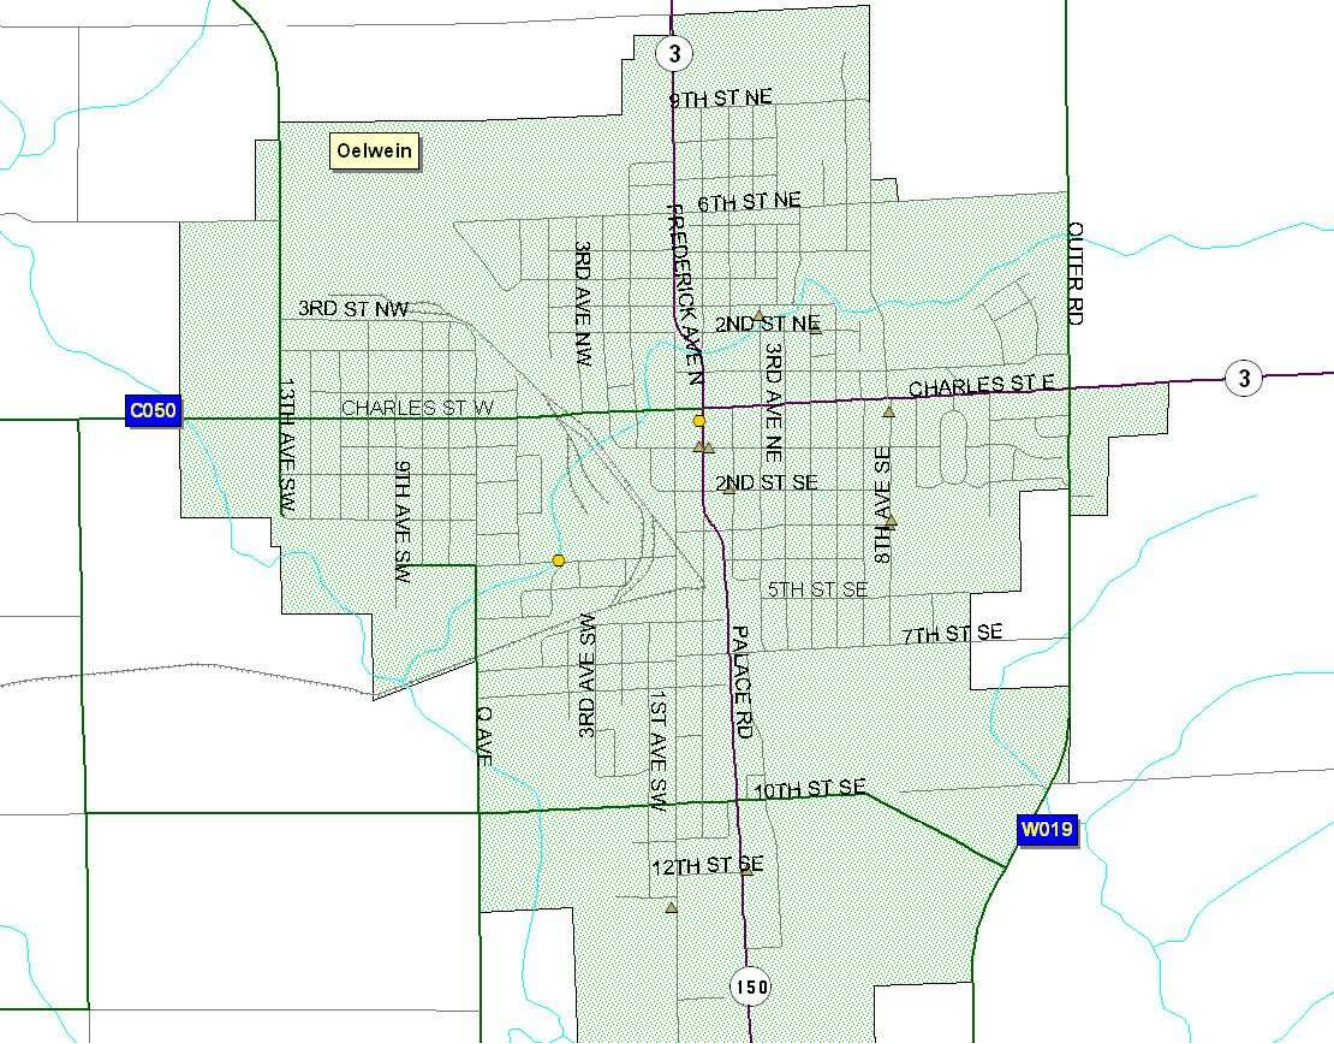 3
9TH ST NE
Oelwein
6TH ST NE
FREDERICK AVE N
OUTER RD
3RD AVE NW
3RD ST NW
2ND ST NE
3RD AVE NE
3
CHARLES ST E
13TH AVE SW
C050
CHARLES ST W
9TH AVE SW
2ND ST SE
8TH AVE SE
5TH ST SE
7TH ST SE
3RD AVE SW
PALACE RD
1ST AVE SW
Q AVE
10TH ST SE
W019
12TH ST SE
150